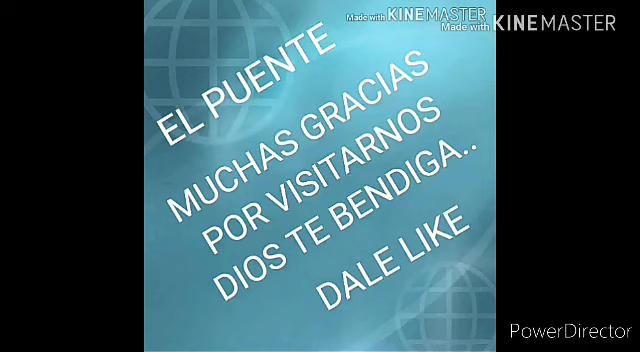 Made with KINEMASTER
Made with KINEMASTER
EL PUENTE
MUCHAS GRACIAS
POR VISITARNOS
DIOS TE BENDIGA..
DALE LIKE
PowerDirector